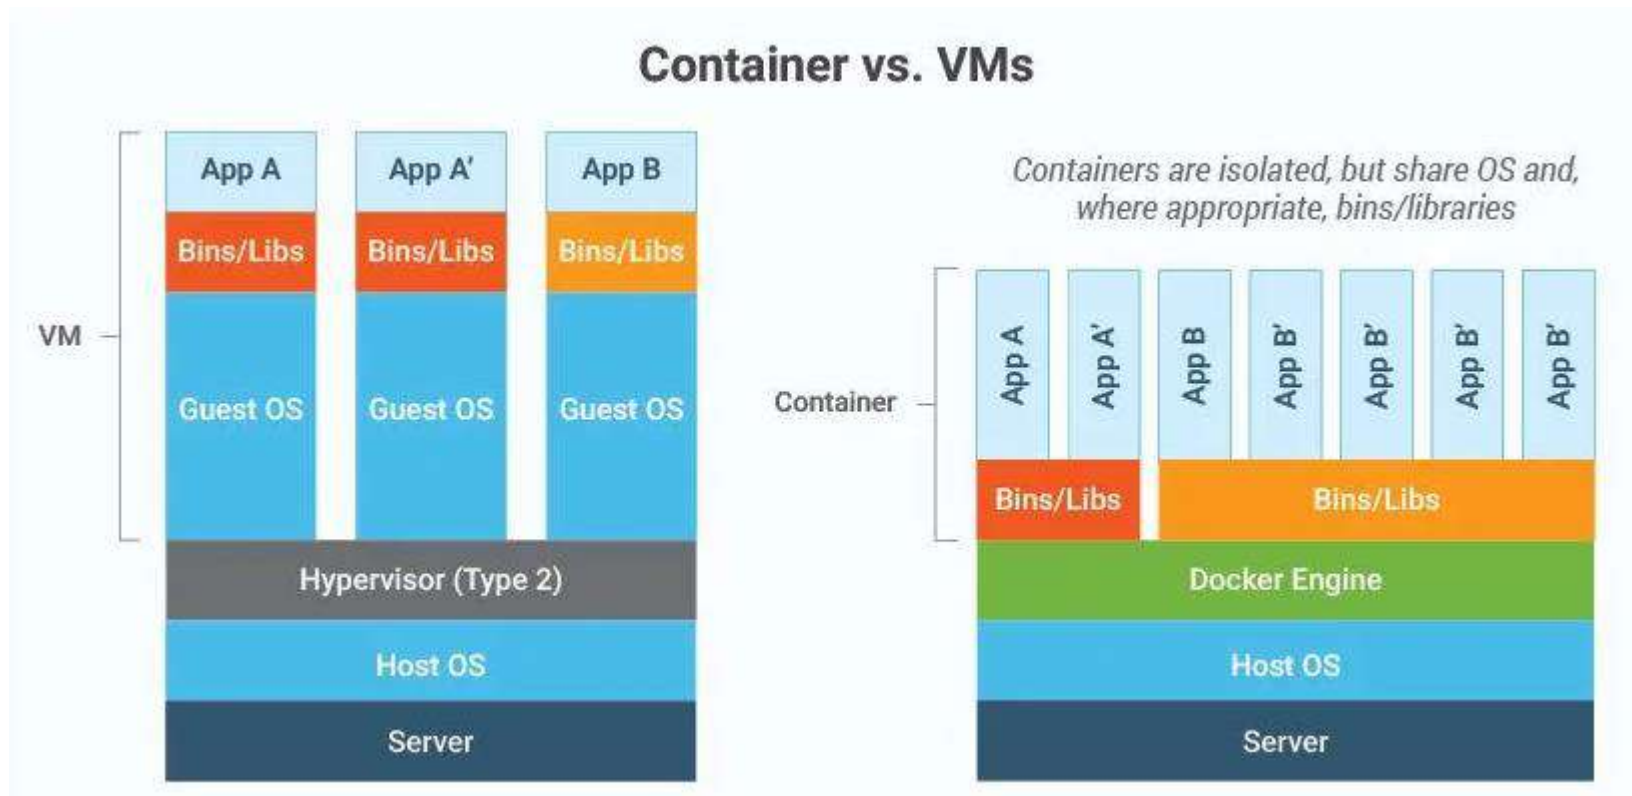 Container vs. VMs
VM
App A
App A'
App B
Bins/Libs
Bins/Libs
Bins/Libs
Guest OS
Guest OS
Guest OS
Hypervisor (Type 2)
Host OS
Server
Containers are isolated, but share OS and,
where appropriate, bins/libraries
Container
App A
App A'
App B
App B'
App B'
App B'
App B'
Bins/Libs
Bins/Libs
Docker Engine
Host OS
Server